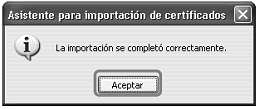 Asistente para importación de certificados
La importación se completó correctamente.
Aceptar